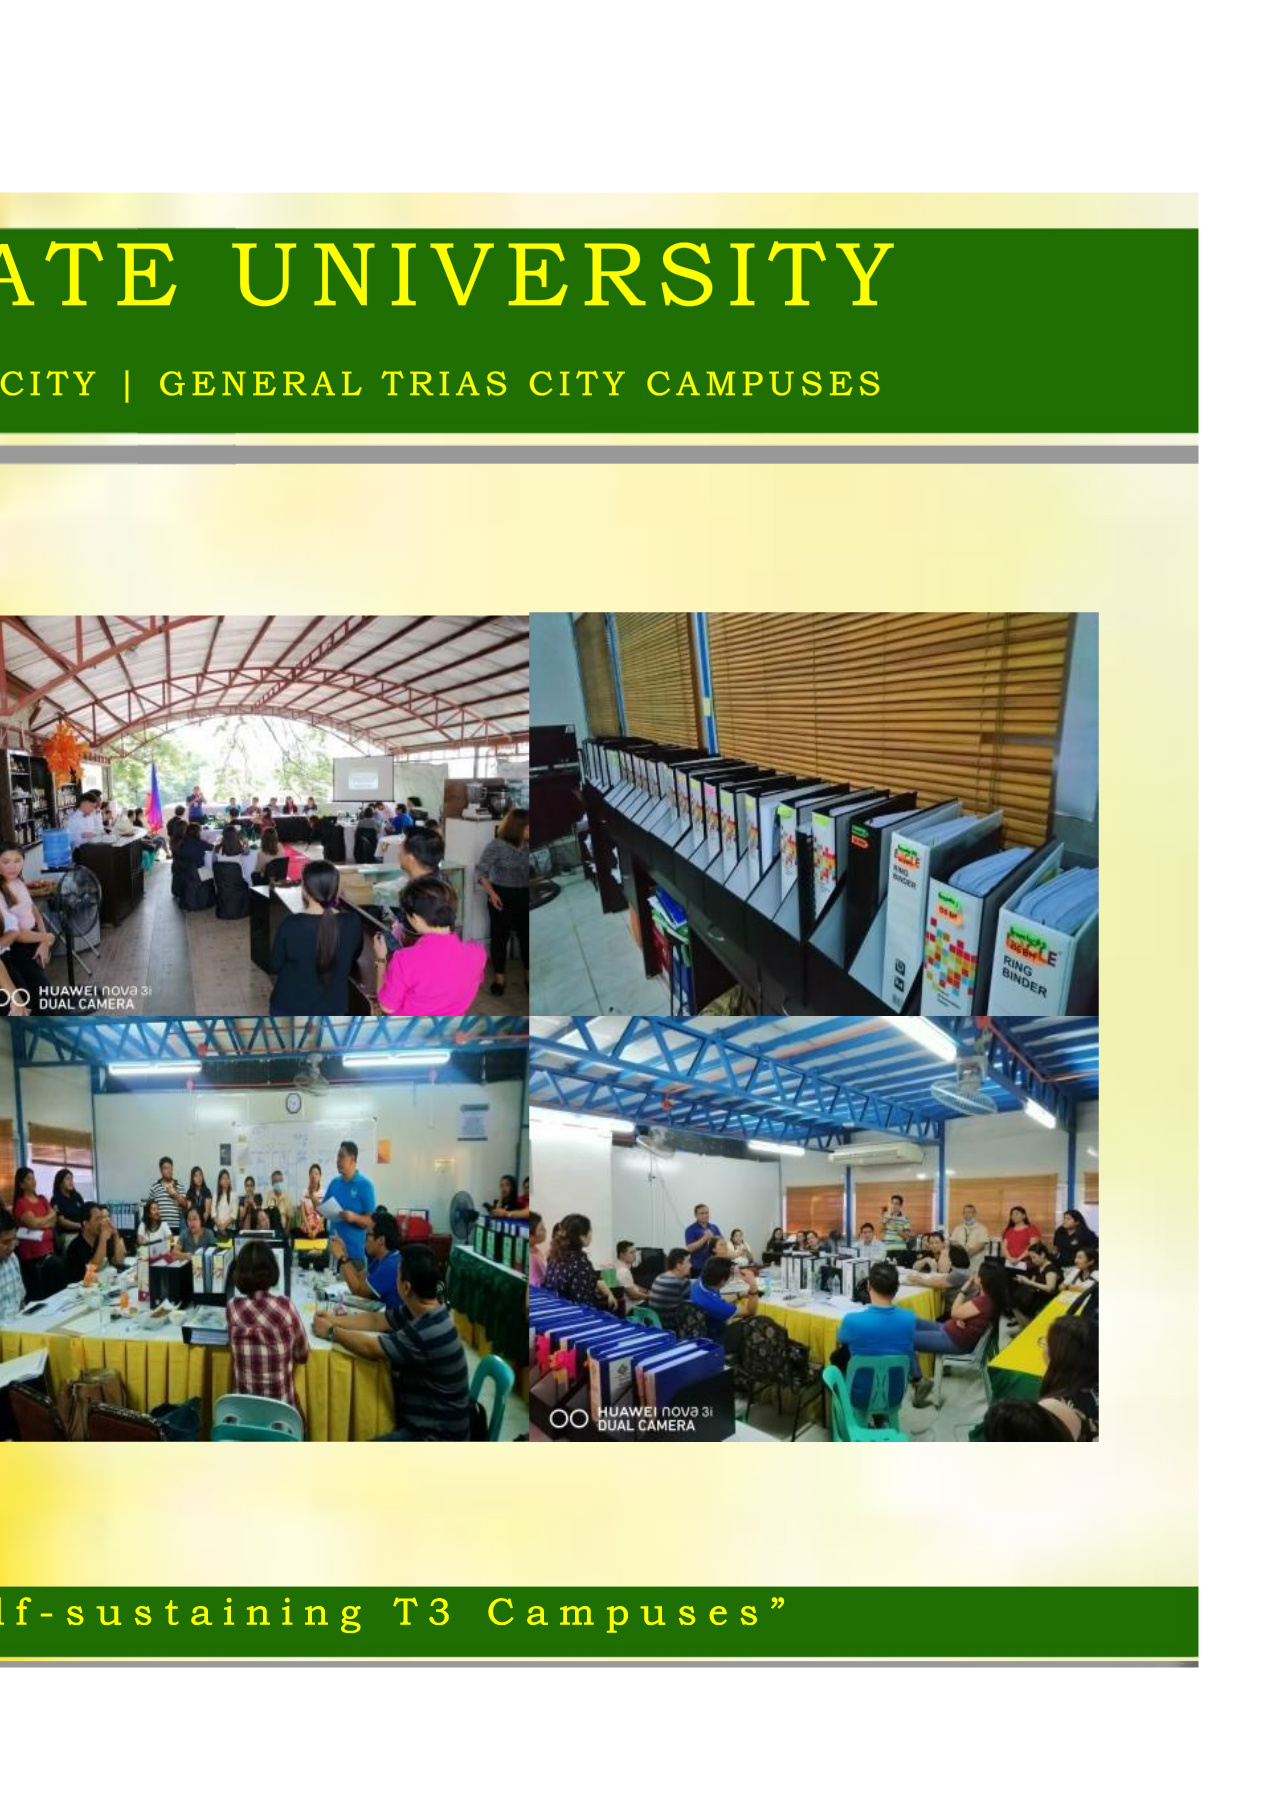 ATE UNIVERSITY
CITY | GENERAL TRIAS CITY CAMPUSES
HUAWEI nova 3i
DUAL CAMERA
RING
BINDER
RING
BINDER
HUAWEI nova 3i
DUAL CAMERA
lf-sustaining T3 Campuses”